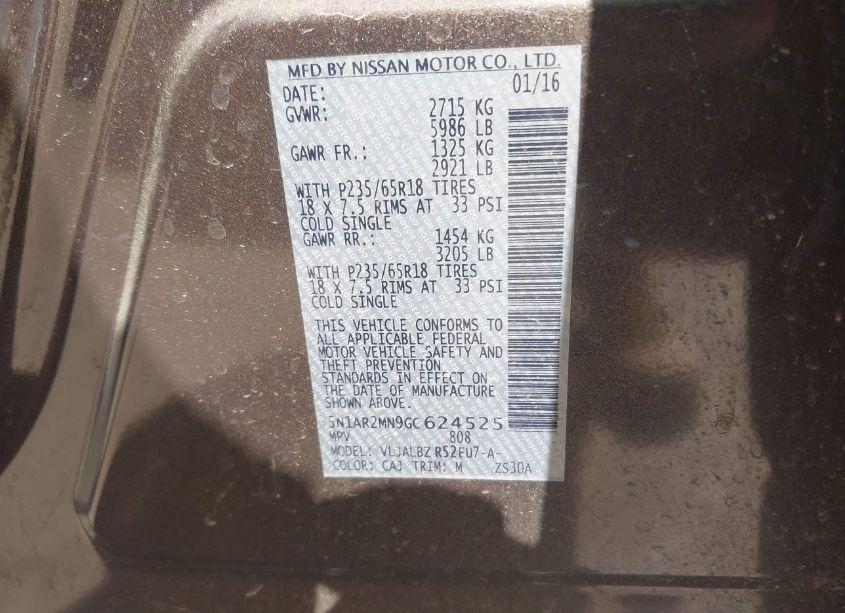 MFD BY NISSAN MOTOR CO., LTD.
DATE: 01/16
GVWR: 2715 KG
5986 LB
GAWR FR.: 1325 KG
2921 LB
WITH P235/65R18 TIRES
18 X 7.5 RIMS AT 33 PSI
COLD SINGLE
GAWR RR.: 1454 KG
3205 LB
WITH P235/65R18 TIRES
18 X 7.5 RIMS AT 33 PSI
COLD SINGLE
THIS VEHICLE CONFORMS TO
ALL APPLICABLE FEDERAL
MOTOR VEHICLE SAFETY AND
THEFT PREVENTION
STANDARDS IN EFFECT ON
THE DATE OF MANUFACTURE
SHOWN ABOVE.
5N1AR2MN9GC624525
MPV 808
MODEL: VLJALBZ R52FU7-A-
COLOR: CAJ TRIM: M ZS30A